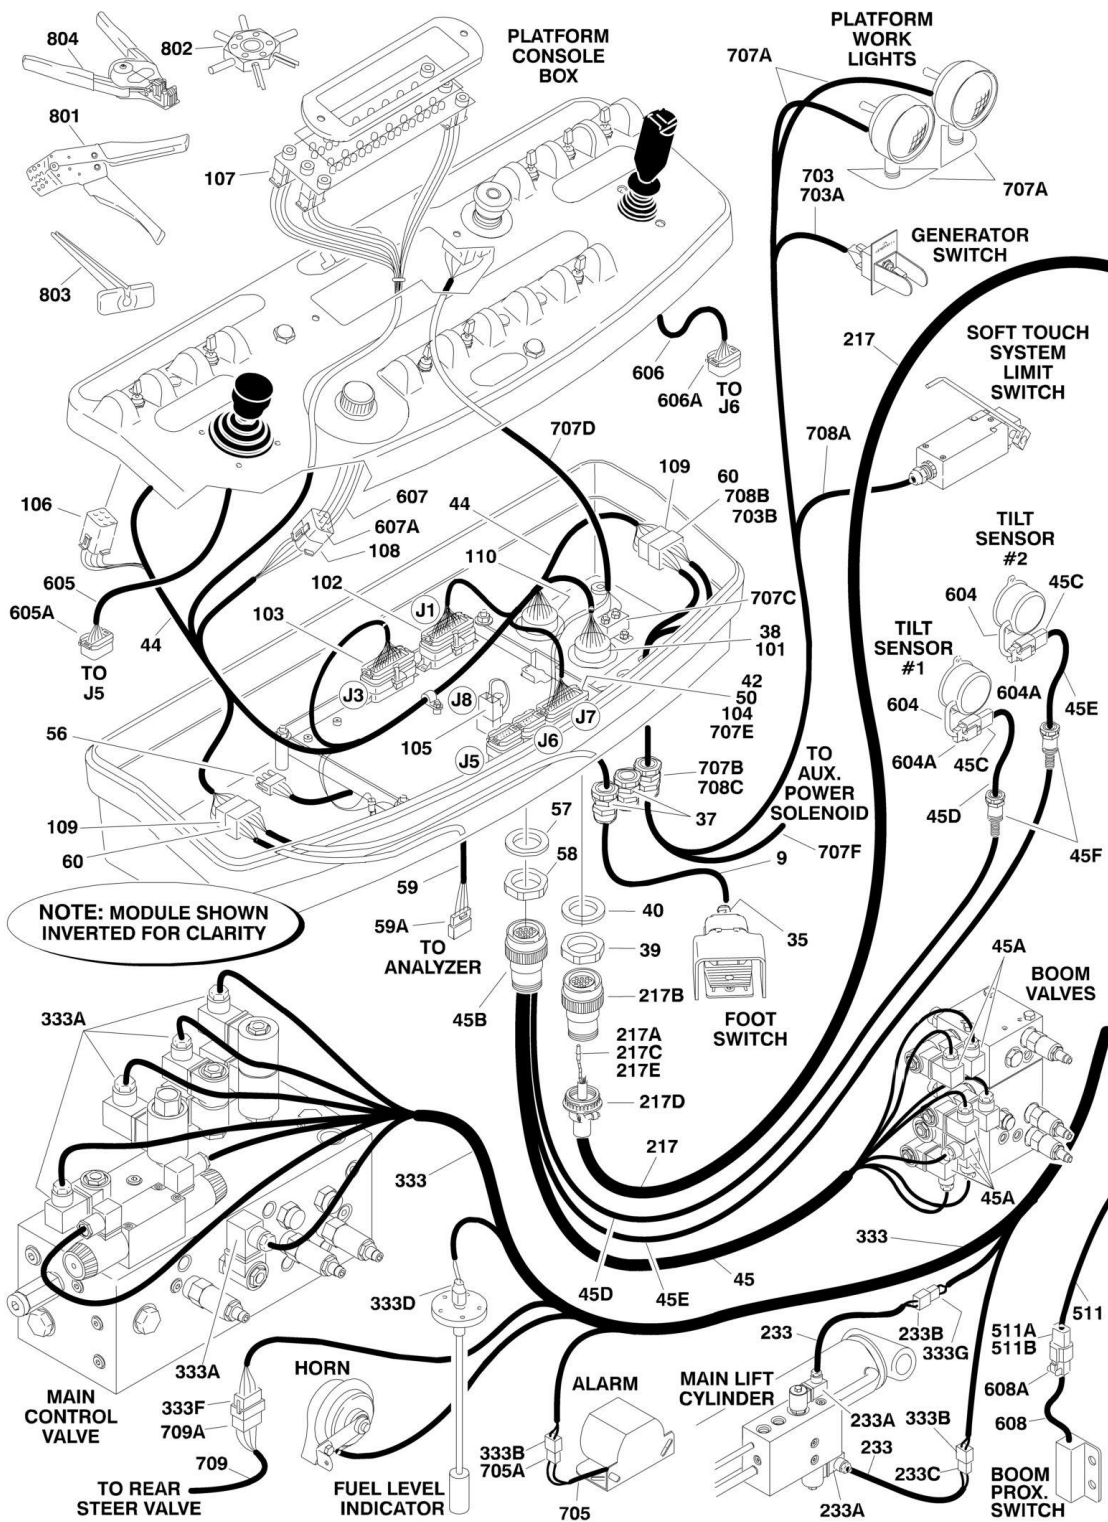 804
802
801
803
107
PLATFORM
CONSOLE
BOX
PLATFORM
WORK
LIGHTS
707A
707A
703
703A
GENERATOR
SWITCH
217
SOFT TOUCH
SYSTEM
LIMIT
SWITCH
606
606A
TO
J6
707D
708A
106
607
607A
108
44
109
60
708B
703B
TILT
SENSOR
#2
605
605A
TO
J5
44
102
103
110
J1
J3
J8
J5
J6
J7
105
707C
38
101
42
50
104
707E
604
45C
TILT
SENSOR
#1
604A
45E
604
604A
45C
45D
45F
56
109
60
57
58
707B
708C
37
TO
AUX.
POWER
SOLENOID
707F
9
59
59A
TO
ANALYZER
40
39
35
FOOT
SWITCH
NOTE: MODULE SHOWN
INVERTED FOR CLARITY
45B
217B
217A
217C
217E
217D
217
45A
BOOM
VALVES
45A
333A
333
333
45D
45E
45
333D
333A
MAIN
CONTROL
VALVE
333F
709A
709
TO REAR
STEER VALVE
HORN
FUEL LEVEL
INDICATOR
ALARM
333B
705A
705
233
233B
333G
MAIN LIFT
CYLINDER
233A
333B
233
233C
233A
511
511A
511B
608A
608
BOOM
PROX.
SWITCH